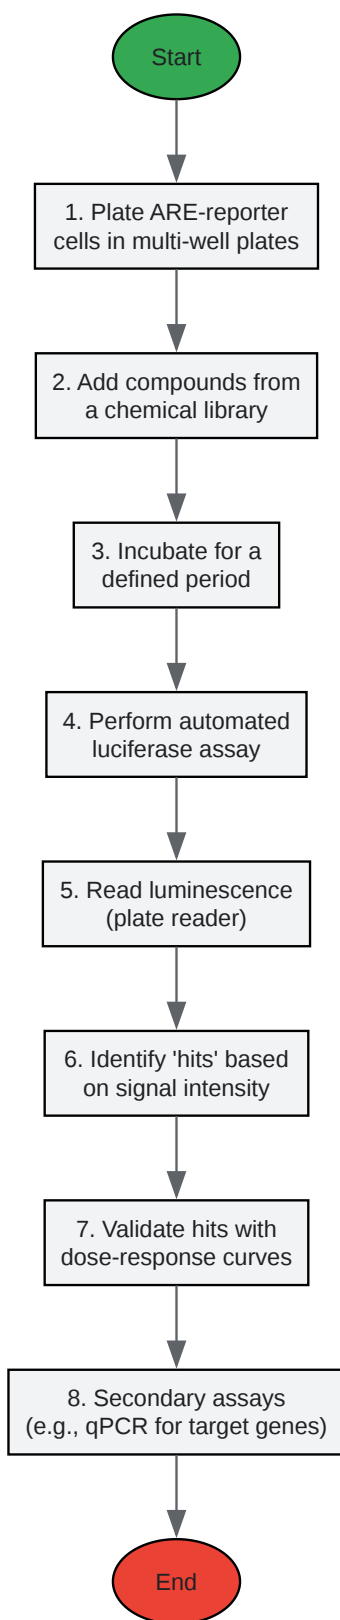 Start
1. Plate ARE-reporter
cells in multi-well plates
2. Add compounds from
a chemical library
3. Incubate for a
defined period
4. Perform automated
luciferase assay
5. Read luminescence
(plate reader)
6. Identify 'hits' based
on signal intensity
7. Validate hits with
dose-response curves
8. Secondary assays
(e.g., qPCR for target genes)
End